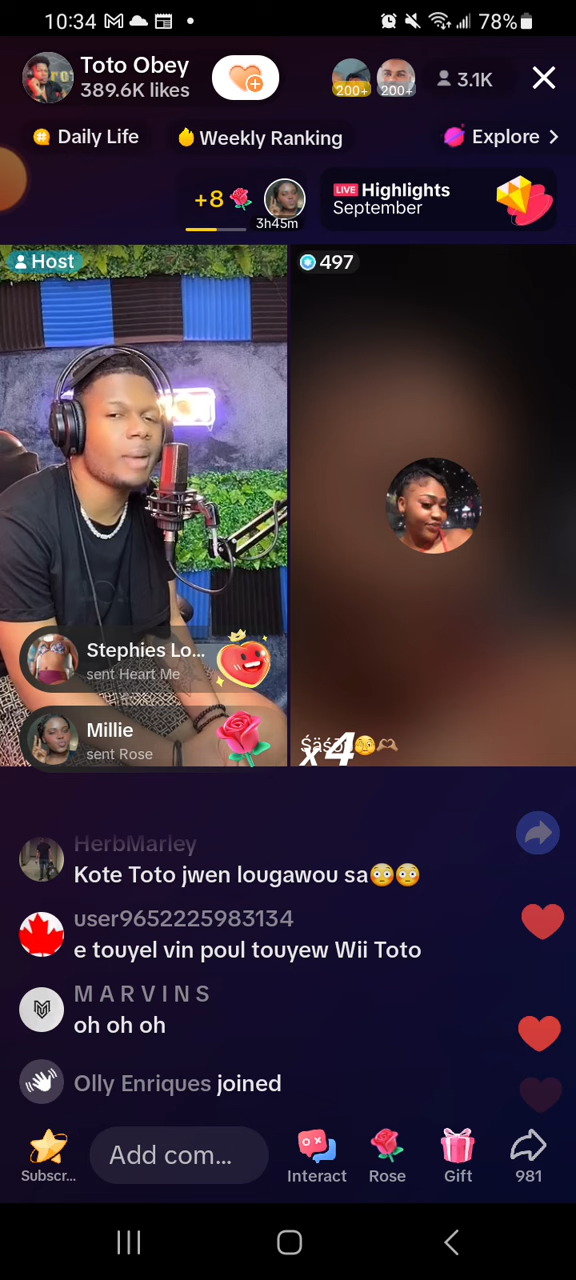 10:34
78%
Toto Obey
389.6K likes
200+
200+
3.1K
Daily Life
Weekly Ranking
Explore
+8
3h45m
LIVE Highlights
September
Host
497
Stephies Lo...
sent Heart Me
Millie
sent Rose
x4
HerbMarley
Kote Toto jwen lougawou sa😳😳
user9652225983134
e touyel vin poul touyew Wii Toto
M A R V I N S
oh oh oh
Olly Enriques joined
Subscr...
Add com...
Interact
Rose
Gift
981